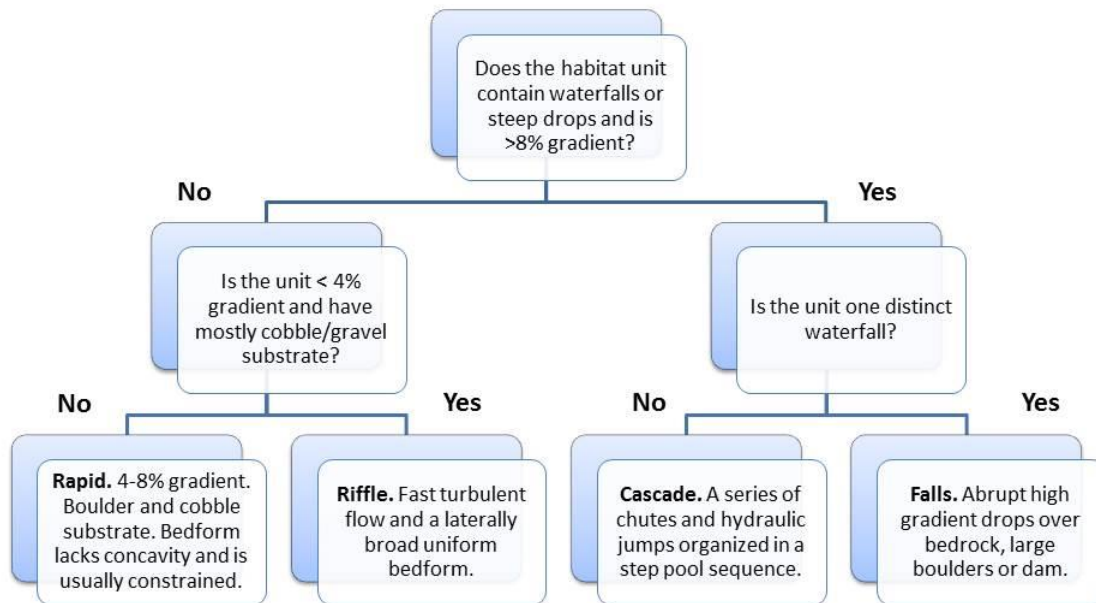 Does the habitat unit
contain waterfalls or
steep drops and is
>8% gradient?
No
Yes
Is the unit < 4%
gradient and have
mostly cobble/gravel
substrate?
Is the unit one distinct
waterfall?
No
Yes
No
Yes
Rapid. 4-8% gradient.
Boulder and cobble
substrate. Bedform
lacks concavity and is
usually constrained.
Riffle. Fast turbulent
flow and a laterally
broad uniform
bedform.
Cascade. A series of
chutes and hydraulic
jumps organized in a
step pool sequence.
Falls. Abrupt high
gradient drops over
bedrock, large
boulders or dam.